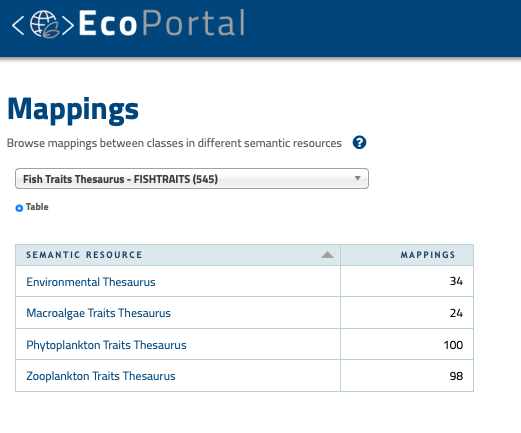 <EcoPortal
Mappings
Browse mappings between classes in different semantic resources ?
Fish Traits Thesaurus - FISHTRAITS (545)
Table
SEMANTIC RESOURCE MAPPINGS
Environmental Thesaurus 34
Macroalgae Traits Thesaurus 24
Phytoplankton Traits Thesaurus 100
Zooplankton Traits Thesaurus 98